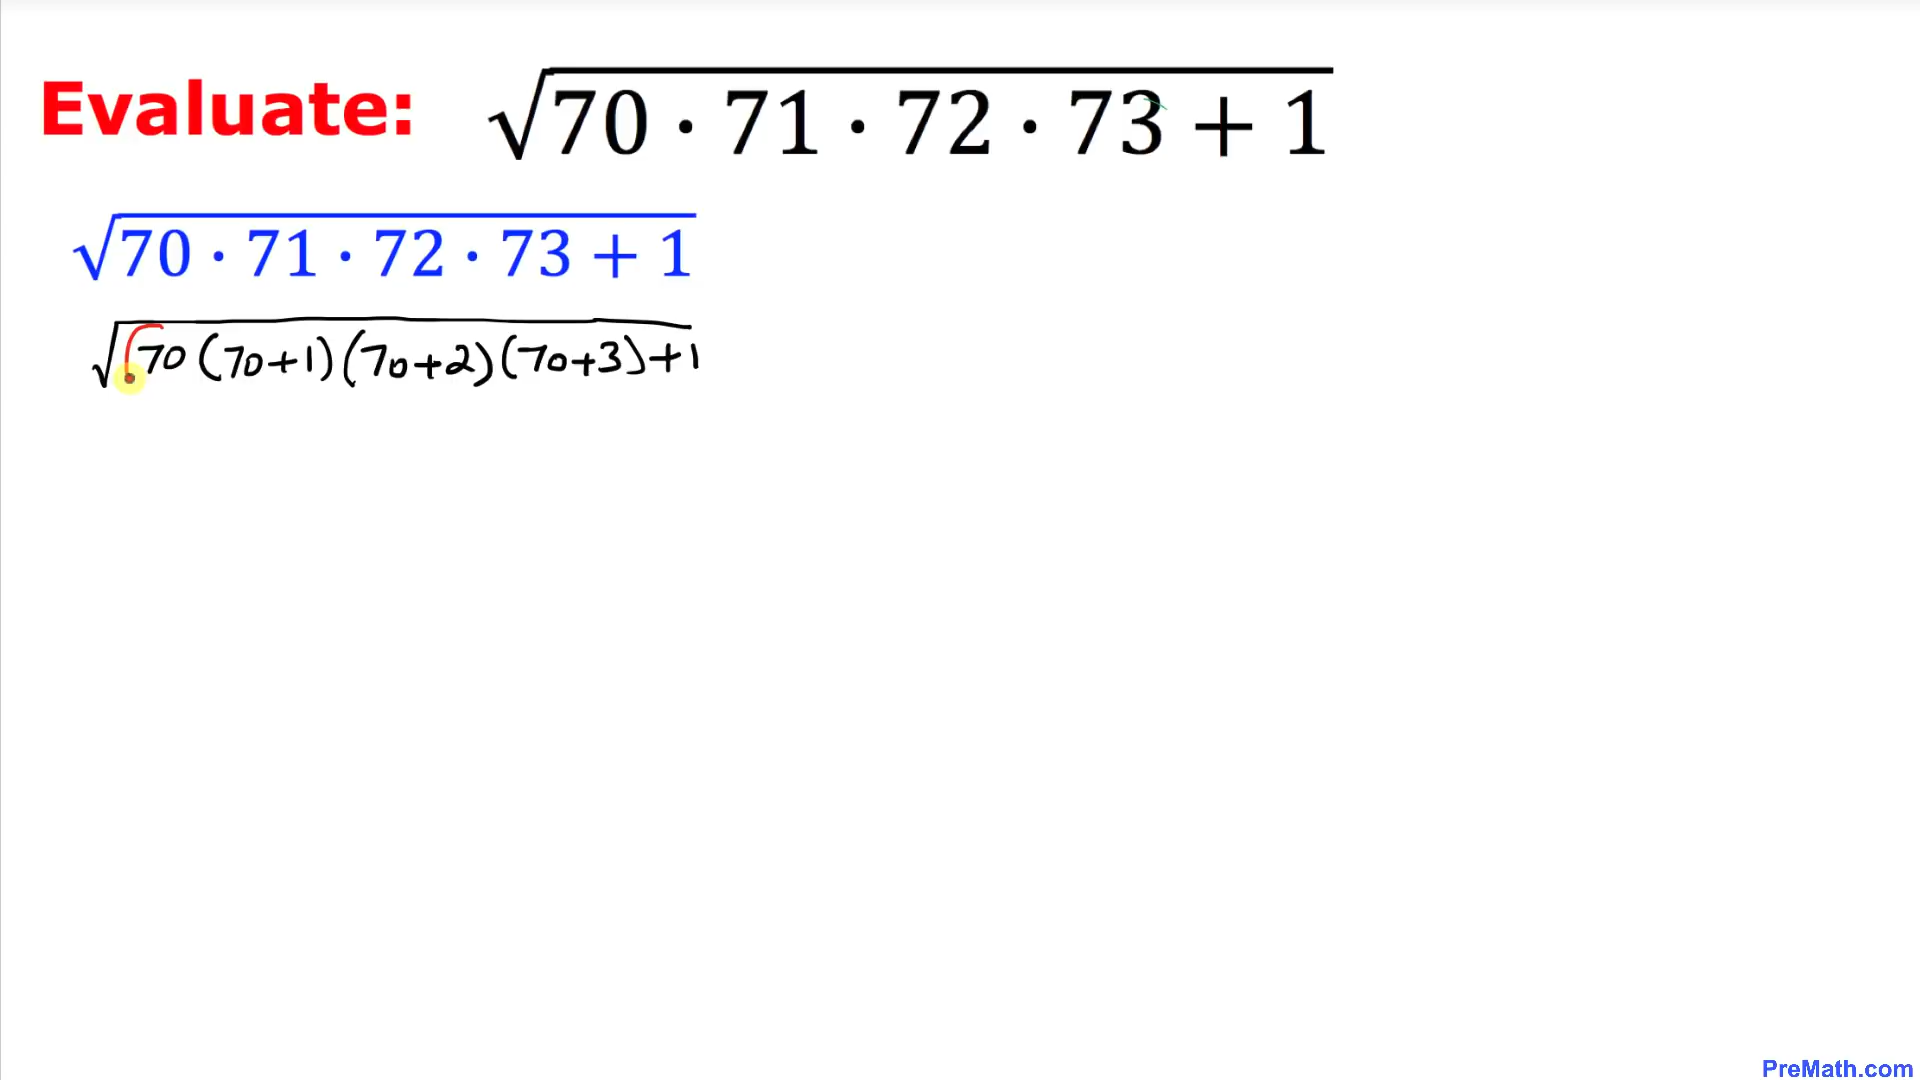 Evaluate: √70 · 71 · 72 · 73 + 1
√70 · 71 · 72 · 73 + 1
√70(70+1)(70+2)(70+3)+1
PreMath.com